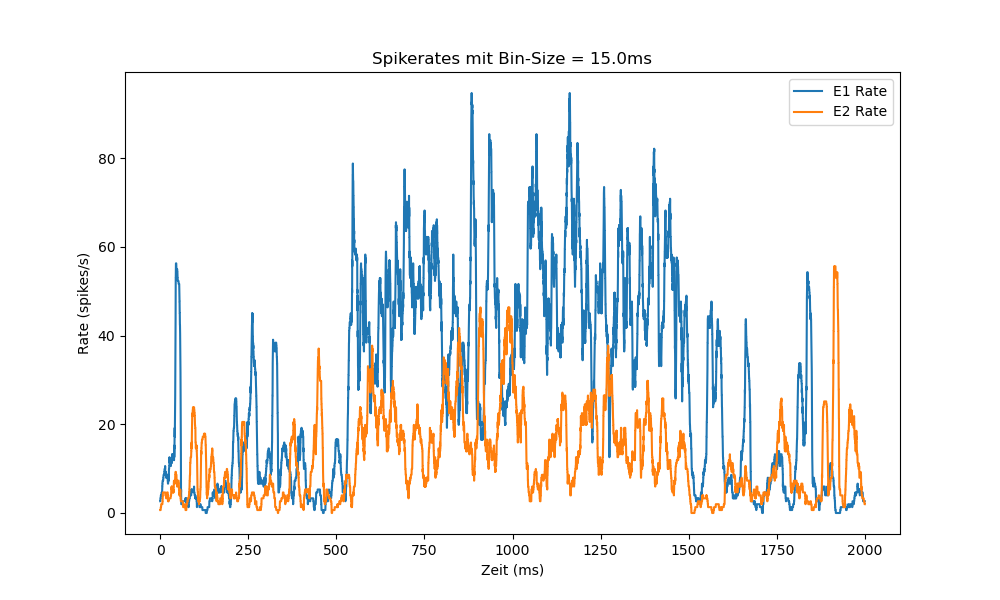 Spikerates mit Bin-Size = 15.0ms
E1 Rate
E2 Rate
Rate (spikes/s)
80
60
40
20
0
0 250 500 750 1000 1250 1500 1750 2000
Zeit (ms)